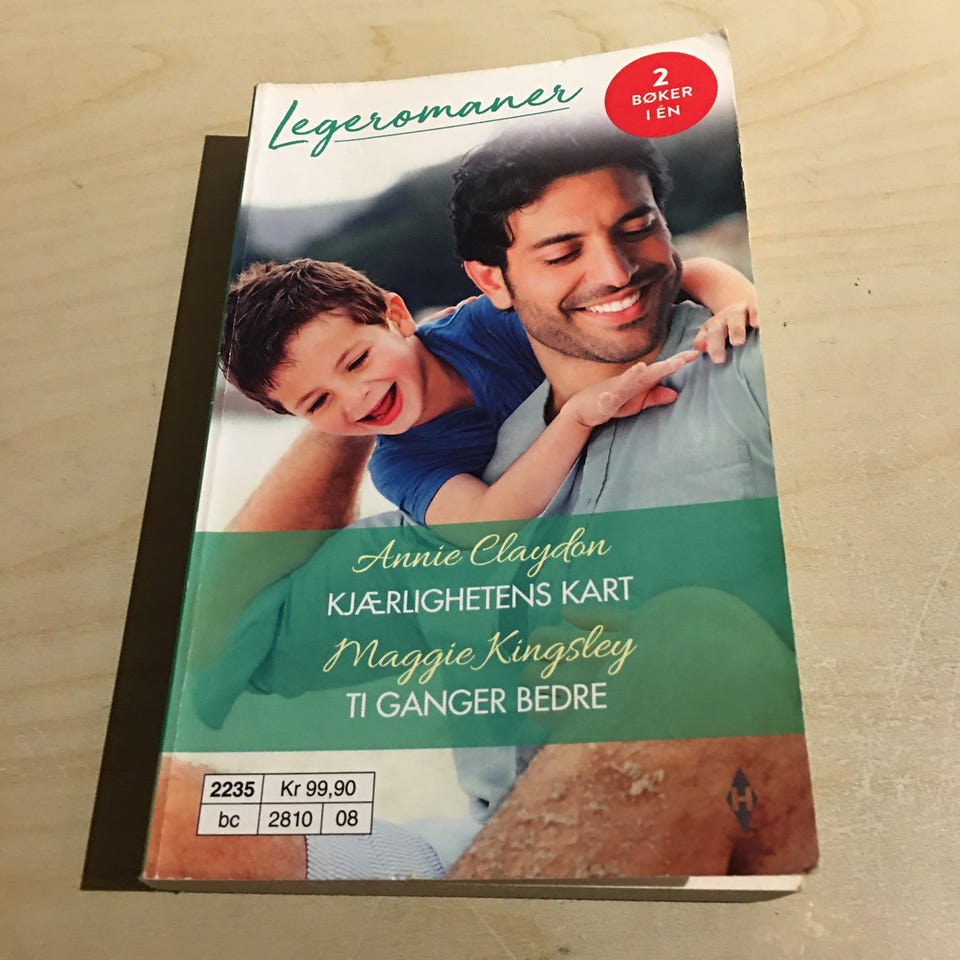 Legeromaner
2
BØKER
I ÉN
Annie Claydon
KJÆRLIGHETENS KART
Maggie Kingsley
TI GANGER BEDRE
2235 Kr 99,90
bc 2810 08
H